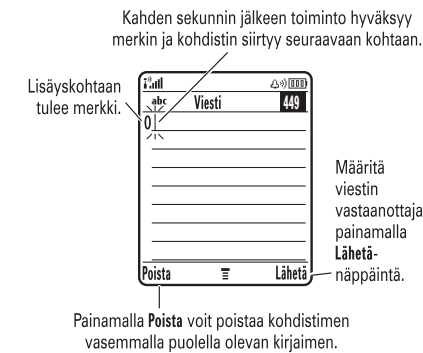 Kahden sekunnin jälkeen toiminto hyväksyy
merkin ja kohdistin siirtyy seuraavaan kohtaan.
Lisäyskohtaan
tulee merkki.
abc
Viesti
449
0
Määritä
viestin
vastaanottaja
painamalla
Lähetä-
näppäintä.
Poista
Lähetä
Painamalla Poista voit poistaa kohdistimen
vasemmalla puolella olevan kirjaimen.